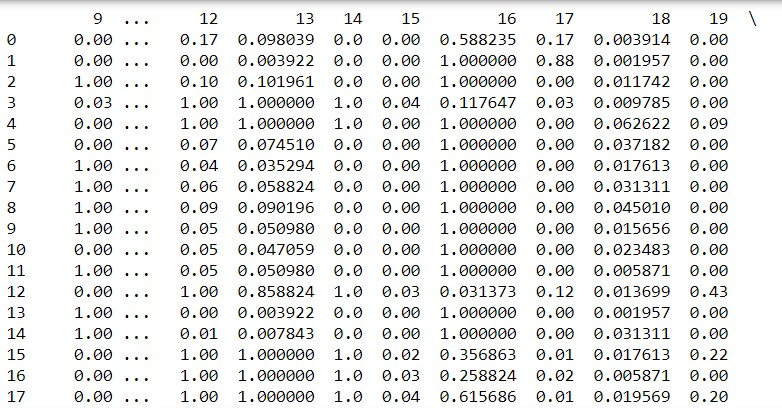 9 ... 12 13 14 15 16 17 18 19 \
0 0.00 ... 0.17 0.098039 0.0 0.00 0.588235 0.17 0.003914 0.00
1 0.00 ... 0.00 0.003922 0.0 0.00 1.000000 0.88 0.001957 0.00
2 1.00 ... 0.10 0.101961 0.0 0.00 1.000000 0.00 0.011742 0.00
3 0.03 ... 1.00 1.000000 1.0 0.04 0.117647 0.03 0.009785 0.00
4 0.00 ... 1.00 1.000000 1.0 0.00 1.000000 0.00 0.062622 0.09
5 0.00 ... 0.07 0.074510 0.0 0.00 1.000000 0.00 0.037182 0.00
6 1.00 ... 0.04 0.035294 0.0 0.00 1.000000 0.00 0.017613 0.00
7 1.00 ... 0.06 0.058824 0.0 0.00 1.000000 0.00 0.031311 0.00
8 1.00 ... 0.09 0.090196 0.0 0.00 1.000000 0.00 0.045010 0.00
9 1.00 ... 0.05 0.050980 0.0 0.00 1.000000 0.00 0.015656 0.00
10 0.00 ... 0.05 0.047059 0.0 0.00 1.000000 0.00 0.023483 0.00
11 1.00 ... 0.05 0.050980 0.0 0.00 1.000000 0.00 0.005871 0.00
12 0.00 ... 1.00 0.858824 1.0 0.03 0.031373 0.12 0.013699 0.43
13 1.00 ... 0.00 0.003922 0.0 0.00 1.000000 0.00 0.001957 0.00
14 1.00 ... 0.01 0.007843 0.0 0.00 1.000000 0.00 0.031311 0.00
15 0.00 ... 1.00 1.000000 1.0 0.02 0.356863 0.01 0.017613 0.22
16 0.00 ... 1.00 1.000000 1.0 0.03 0.258824 0.02 0.005871 0.00
17 0.00 ... 1.00 1.000000 1.0 0.04 0.615686 0.01 0.019569 0.20